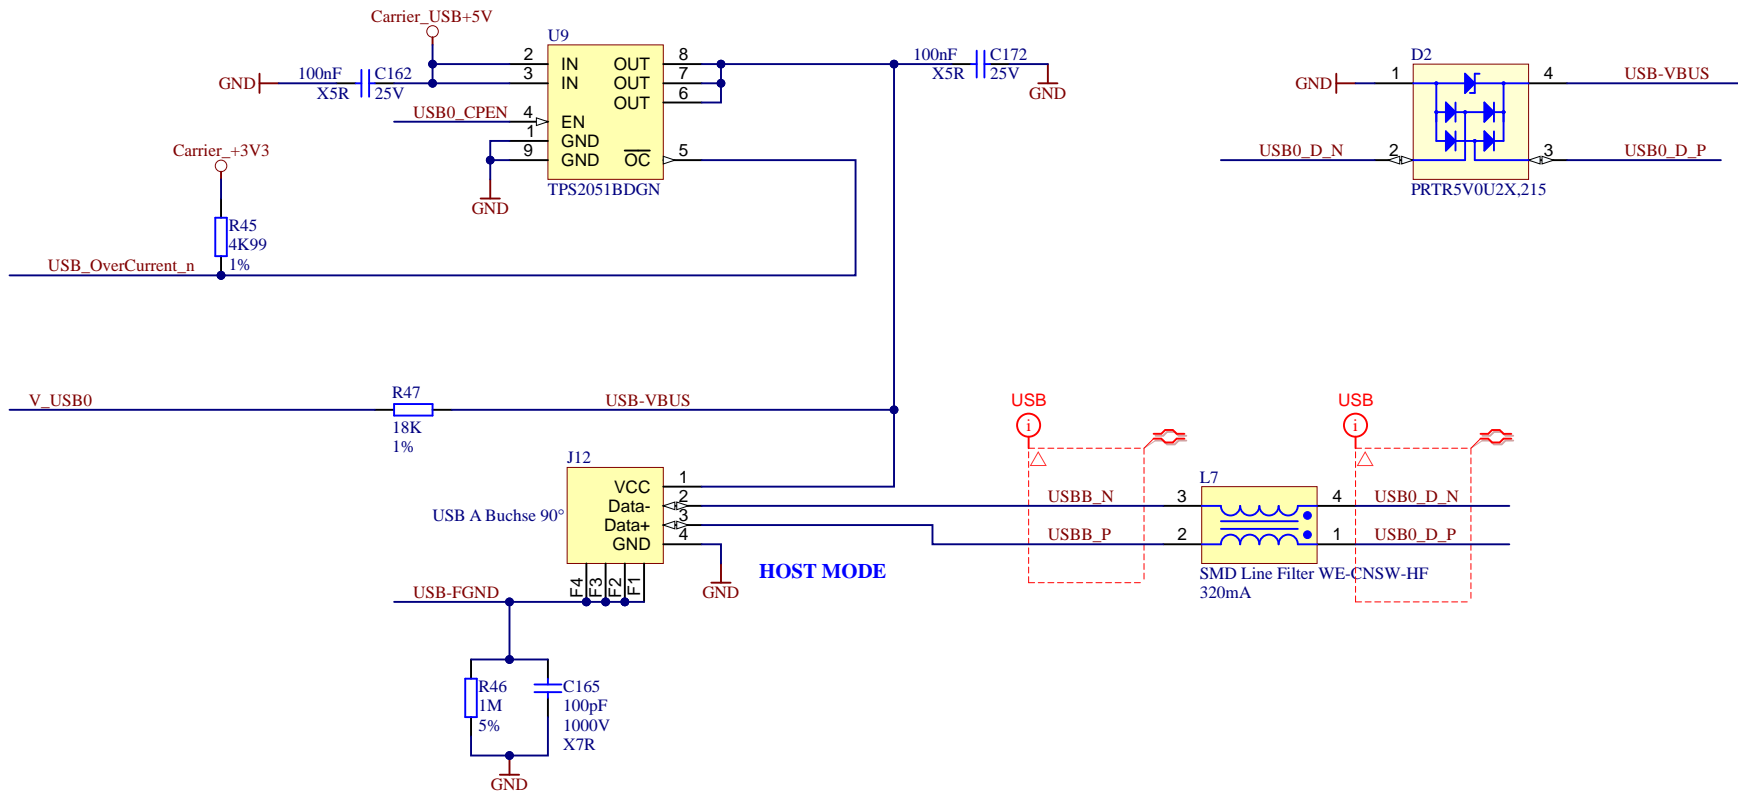 Carrier_USB+5V
U9
GND
100nF
X5R
C162
25V
2
3
4
1
9
IN
IN
EN
GND
GND
OUT
OUT
OUT
OC
8
7
6
5
TPS2051BDGN
USB0_CPEN
GND
100nF
X5R
C172
25V
GND
Carrier_+3V3
R45
4K99
1%
USB_OverCurrent_n
D2
GND
1
4
USB-VBUS
USB0_D_N
2
3
USB0_D_P
PRTR5V0U2X,215
V_USB0
R47
18K
1%
USB-VBUS
J12
USB A Buchse 90°
VCC
Data-
Data+
GND
1
2
3
4
F4
F3
F2
F1
GND
HOST MODE
USB
i
USB
i
USBB_N
USBB_P
L7
3
2
4
1
USB0_D_N
USB0_D_P
SMD Line Filter WE-CNSW-HF
320mA
USB-FGND
R46
1M
5%
C165
100pF
1000V
X7R
GND